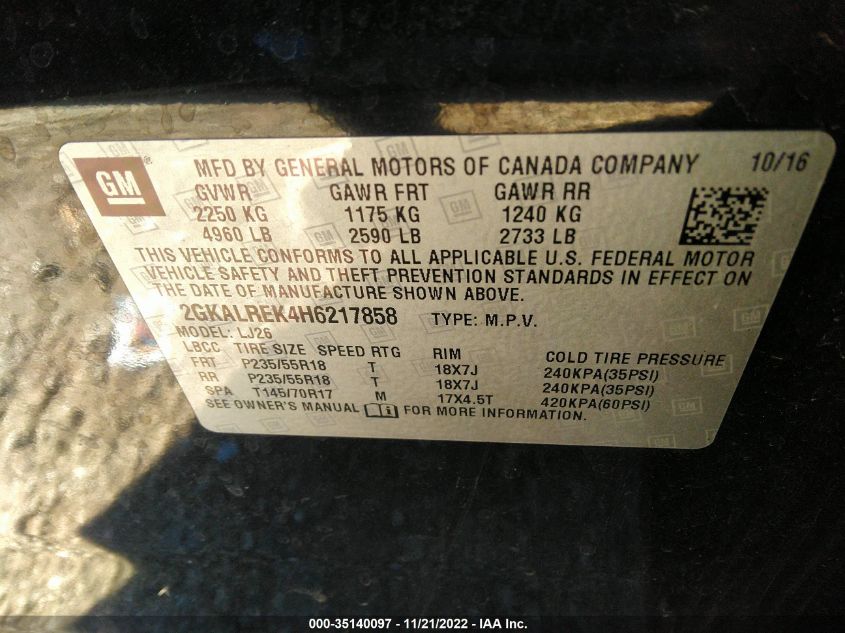 GM ®
MFD BY GENERAL MOTORS OF CANADA COMPANY 10/16
GVWR GAWR FRT GAWR RR
2250 KG 1175 KG 1240 KG
4960 LB 2590 LB 2733 LB
THIS VEHICLE CONFORMS TO ALL APPLICABLE U.S. FEDERAL MOTOR
VEHICLE SAFETY AND THEFT PREVENTION STANDARDS IN EFFECT ON
THE DATE OF MANUFACTURE SHOWN ABOVE.
2GKALREK4H6217858 TYPE: M.P.V.
MODEL: LJ26
LBCC TIRE SIZE SPEED RTG RIM COLD TIRE PRESSURE
FRT P235/55R18 T 18X7J 240KPA(35PSI)
RR P235/55R18 T 18X7J 240KPA(35PSI)
SPA T145/70R17 M 17X4.5T 420KPA(60PSI)
SEE OWNER'S MANUAL FOR MORE INFORMATION.
000-35140097 - 11/21/2022 - IAA Inc.